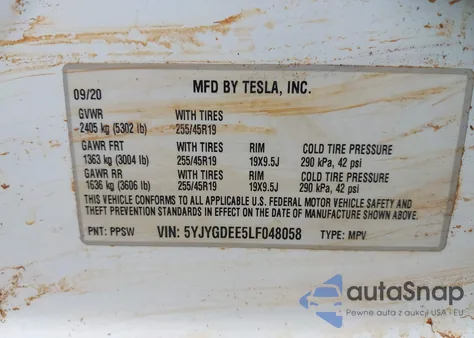 09/20 MFD BY TESLA, INC.
GVWR WITH TIRES
2405 kg (5302 lb) 255/45R19
GAWR FRT WITH TIRES RIM COLD TIRE PRESSURE
1363 kg (3004 lb) 255/45R19 19X9.5J 290 kPa, 42 psi
GAWR RR WITH TIRES RIM COLD TIRE PRESSURE
1636 kg (3606 lb) 255/45R19 19X9.5J 290 kPa, 42 psi
THIS VEHICLE CONFORMS TO ALL APPLICABLE U.S. FEDERAL MOTOR VEHICLE SAFETY AND
THEFT PREVENTION STANDARDS IN EFFECT ON THE DATE OF MANUFACTURE SHOWN ABOVE.
PNT: PPSW VIN: 5YJYGDEE5LF048058 TYPE: MPV
autoSnap
Pewne auta z aukcji USA i EU